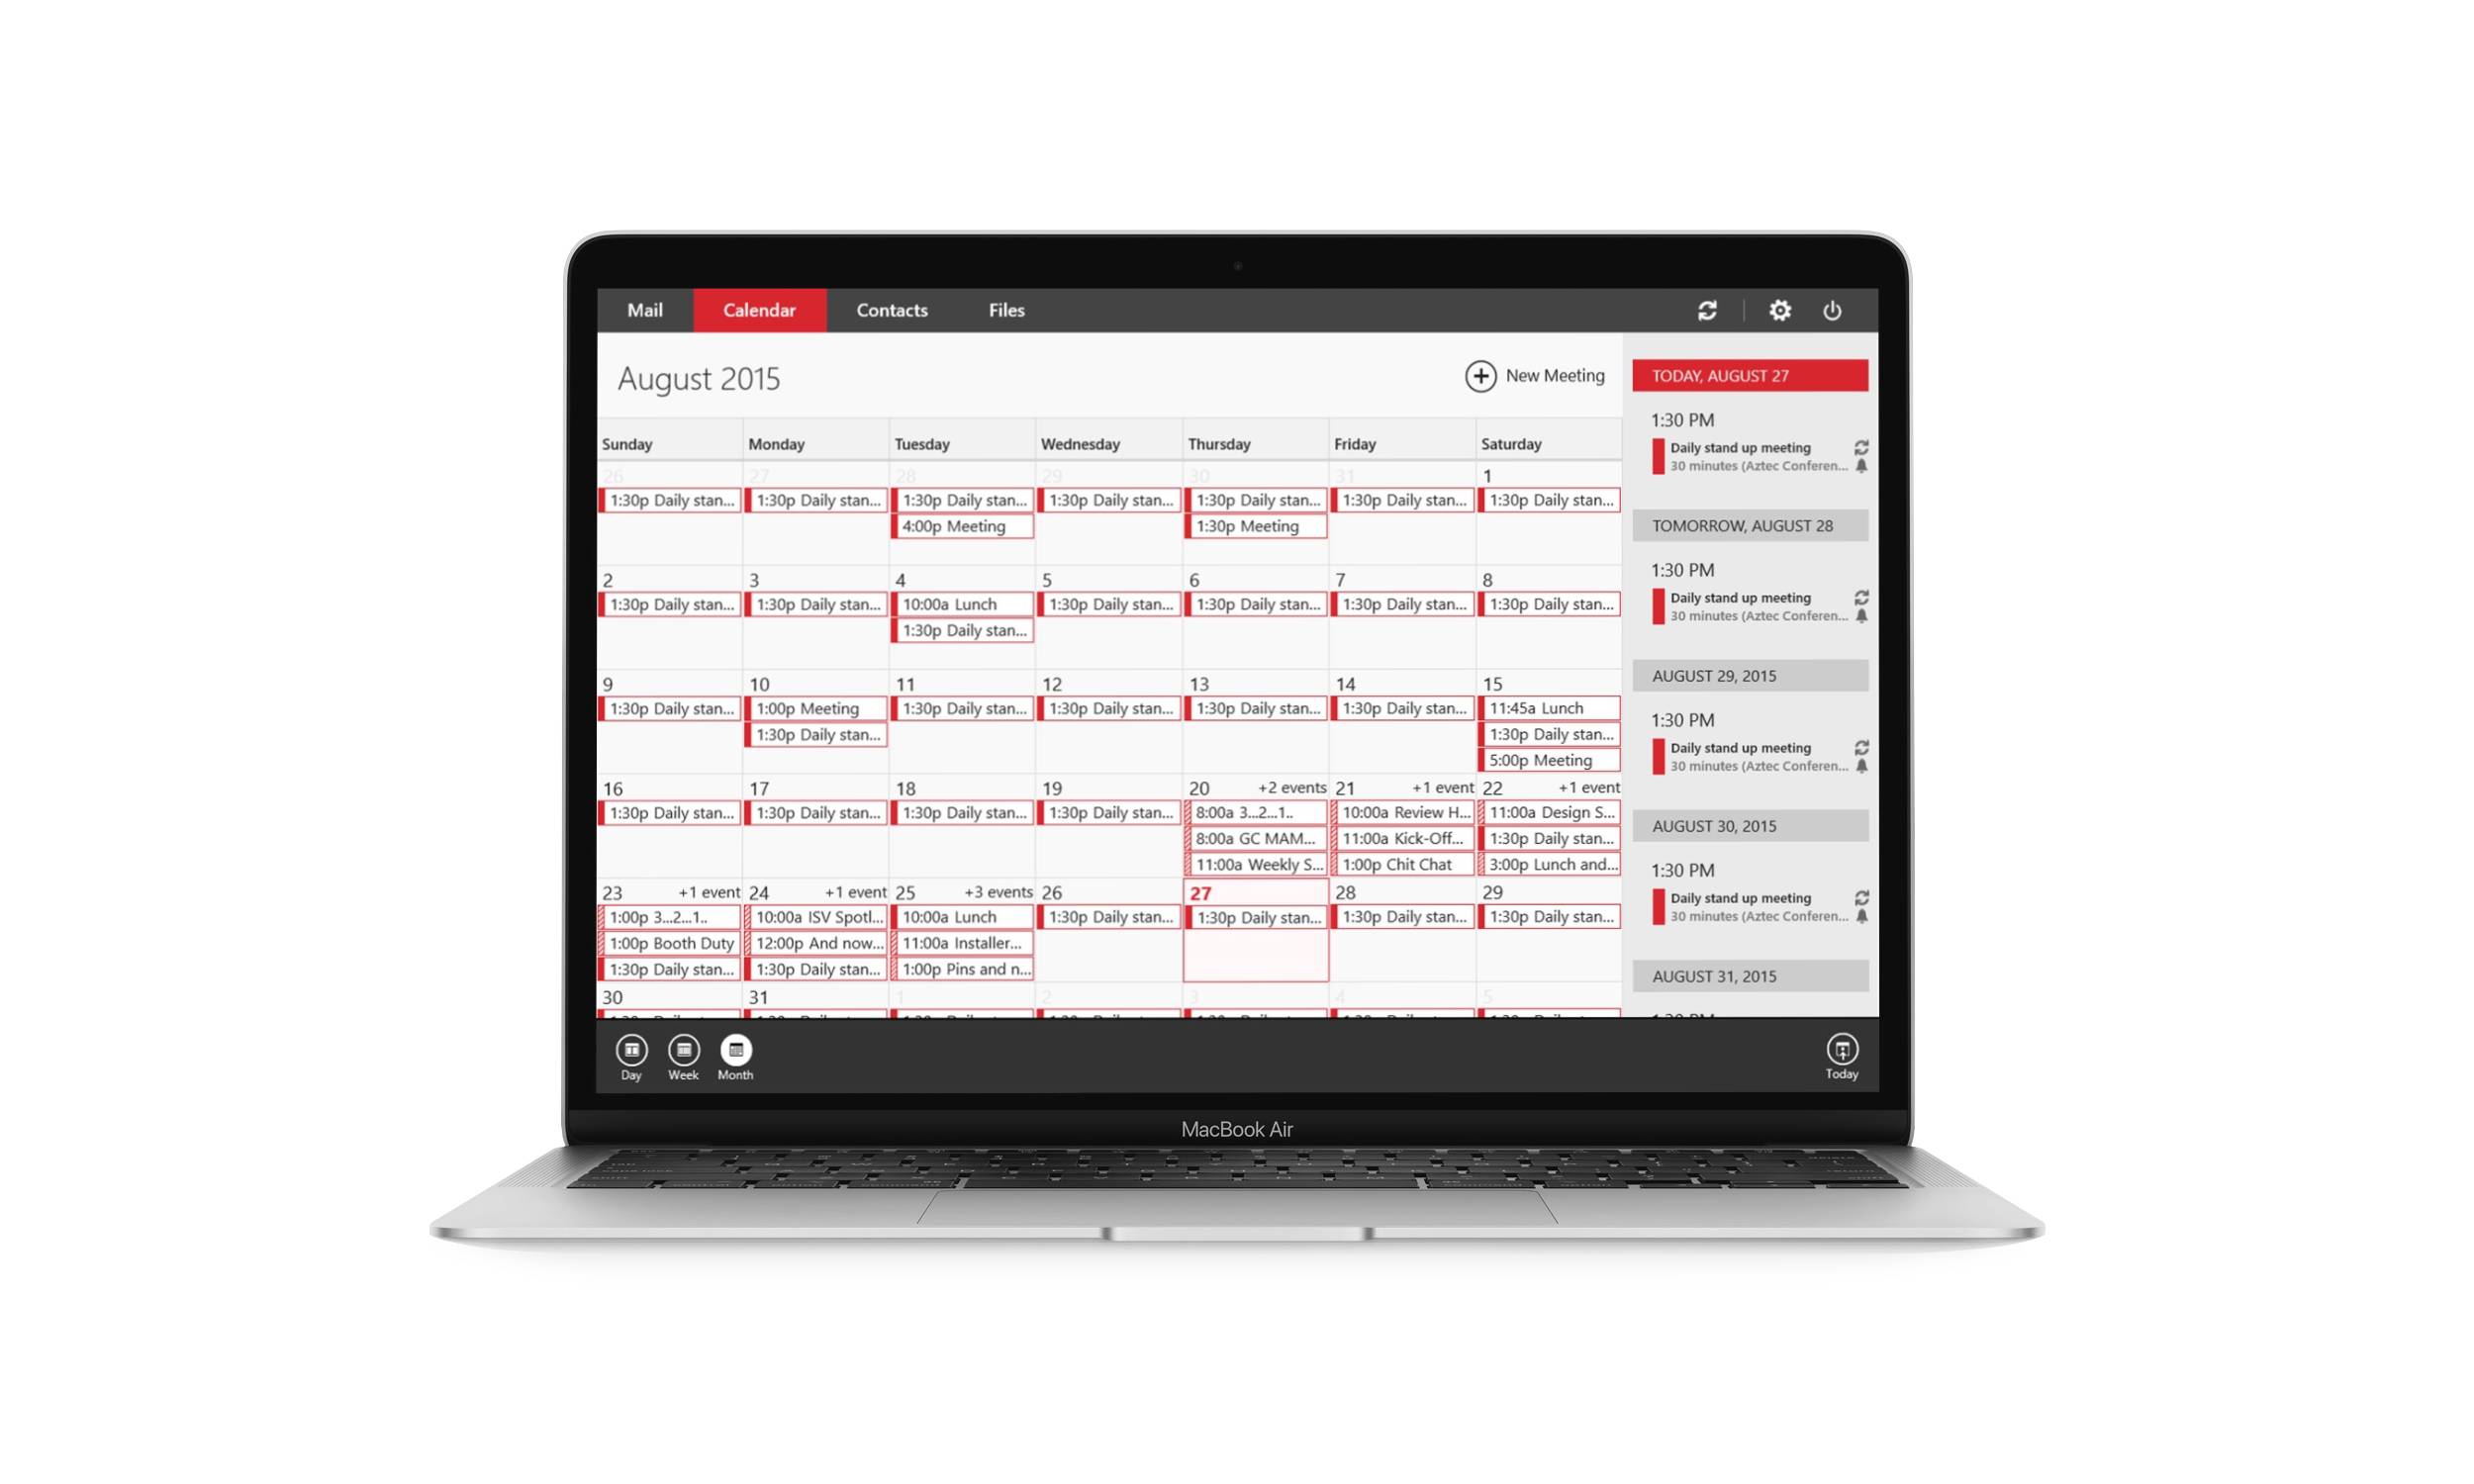 Mail Calendar Contacts Files
August 2015
New Meeting
Sunday Monday Tuesday Wednesday Thursday Friday Saturday
26 27 28 29 30 31 1
1:30p Daily stan... 1:30p Daily stan... 1:30p Daily stan... 1:30p Daily stan... 1:30p Daily stan... 1:30p Daily stan... 1:30p Daily stan...
4:00p Meeting 1:30p Meeting
2 3 4 5 6 7 8
1:30p Daily stan... 1:30p Daily stan... 10:00a Lunch 1:30p Daily stan... 1:30p Daily stan... 1:30p Daily stan... 1:30p Daily stan...
1:30p Daily stan...
9 10 11 12 13 14 15
1:30p Daily stan... 1:00p Meeting 1:30p Daily stan... 1:30p Daily stan... 1:30p Daily stan... 1:30p Daily stan... 11:45a Lunch
1:30p Daily stan... 1:30p Daily stan...
5:00p Meeting
16 17 18 19 20 +2 events 21 +1 event 22 +1 event
1:30p Daily stan... 1:30p Daily stan... 1:30p Daily stan... 1:30p Daily stan... 8:00a 3...2...1.. 10:00a Review H... 11:00a Design S...
8:00a GC MAM... 11:00a Kick-Off... 1:30p Daily stan...
11:00a Weekly S... 1:00p Chit Chat 3:00p Lunch and...
23 +1 event 24 +1 event 25 +3 events 26 27 28 29
1:00p 3...2...1.. 10:00a ISV Spotl... 10:00a Lunch 1:30p Daily stan... 1:30p Daily stan... 1:30p Daily stan... 1:30p Daily stan...
1:00p Booth Duty 12:00p And now... 11:00a Installer...
1:30p Daily stan... 1:30p Daily stan... 1:00p Pins and n...
30 31 1 2 3 4 5
TODAY, AUGUST 27
1:30 PM
Daily stand up meeting
30 minutes (Aztec Conferen...
TOMORROW, AUGUST 28
1:30 PM
Daily stand up meeting
30 minutes (Aztec Conferen...
AUGUST 29, 2015
1:30 PM
Daily stand up meeting
30 minutes (Aztec Conferen...
AUGUST 30, 2015
1:30 PM
Daily stand up meeting
30 minutes (Aztec Conferen...
AUGUST 31, 2015
Day Week Month Today
MacBook Air